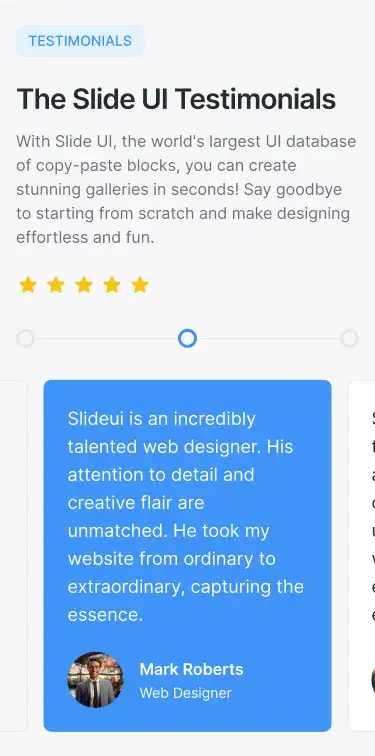 TESTIMONIALS
The Slide UI Testimonials
With Slide UI, the world's largest UI database
of copy-paste blocks, you can create
stunning galleries in seconds! Say goodbye
to starting from scratch and make designing
effortless and fun.
Slideui is an incredibly
talented web designer. His
attention to detail and
creative flair are
unmatched. He took my
website from ordinary to
extraordinary, capturing the
essence.
Mark Roberts
Web Designer